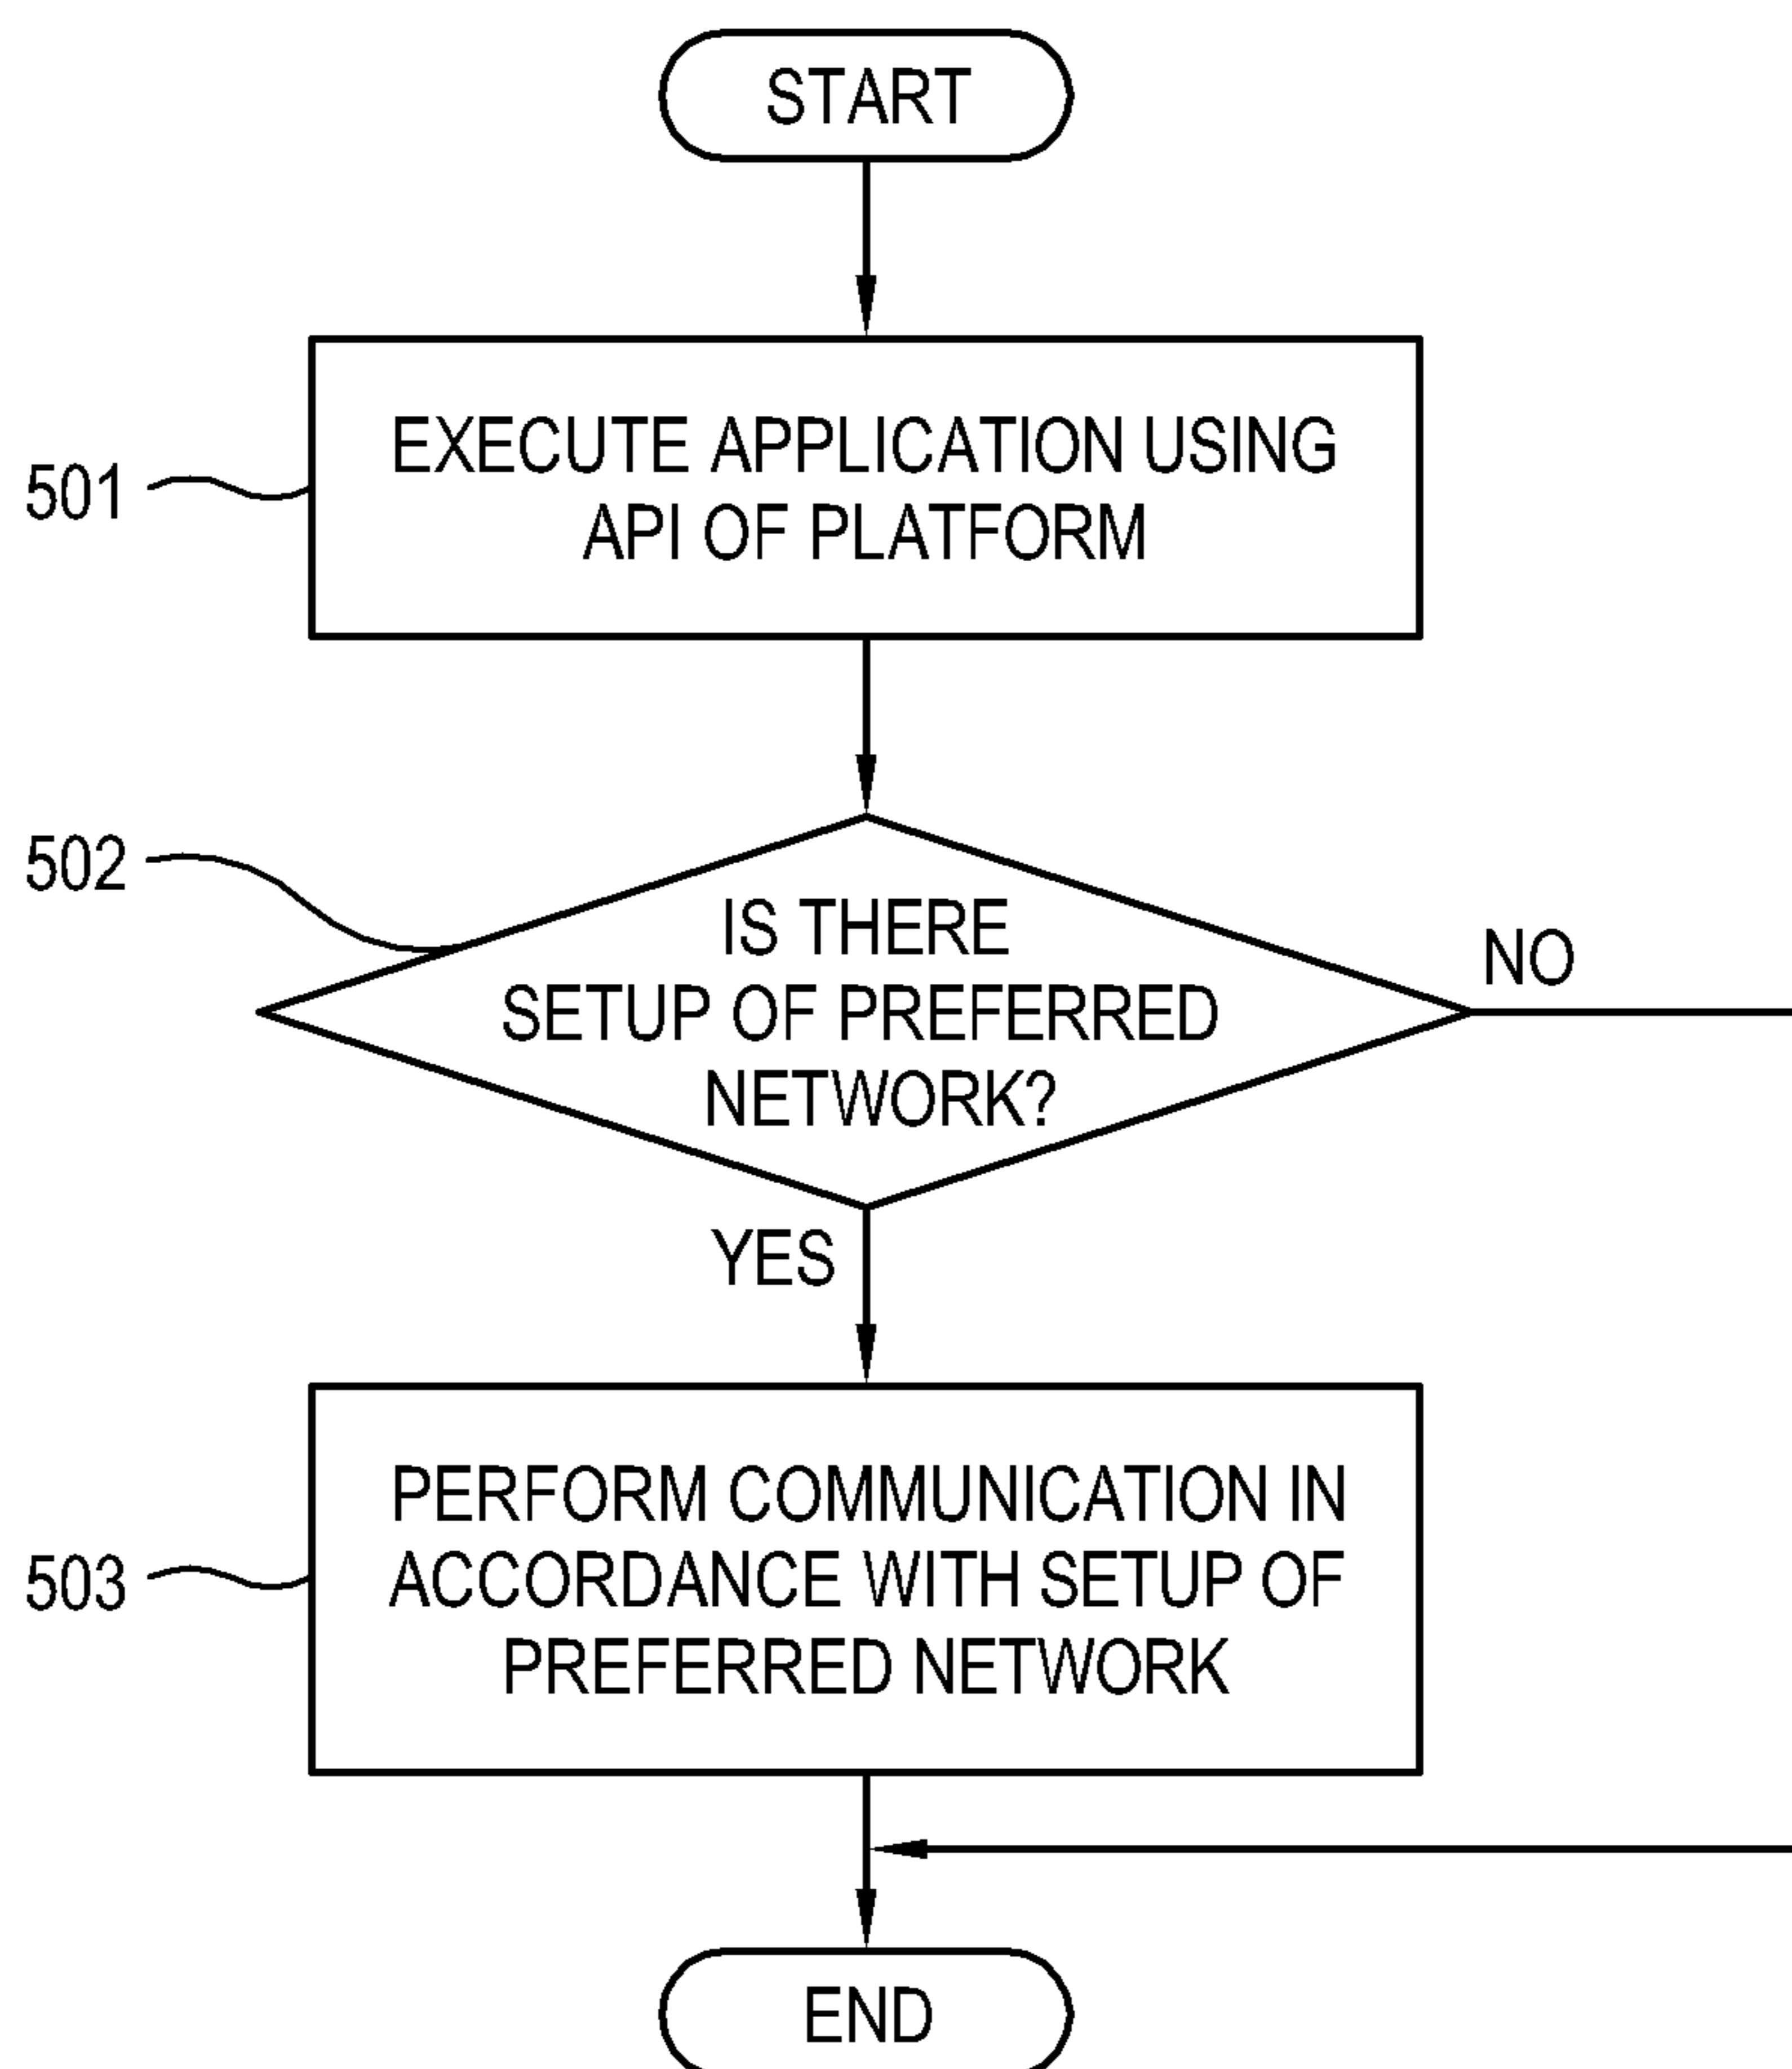 START
501
EXECUTE APPLICATION USING
API OF PLATFORM
502
IS THERE
SETUP OF PREFERRED
NETWORK?
NO
YES
503
PERFORM COMMUNICATION IN
ACCORDANCE WITH SETUP OF
PREFERRED NETWORK
END